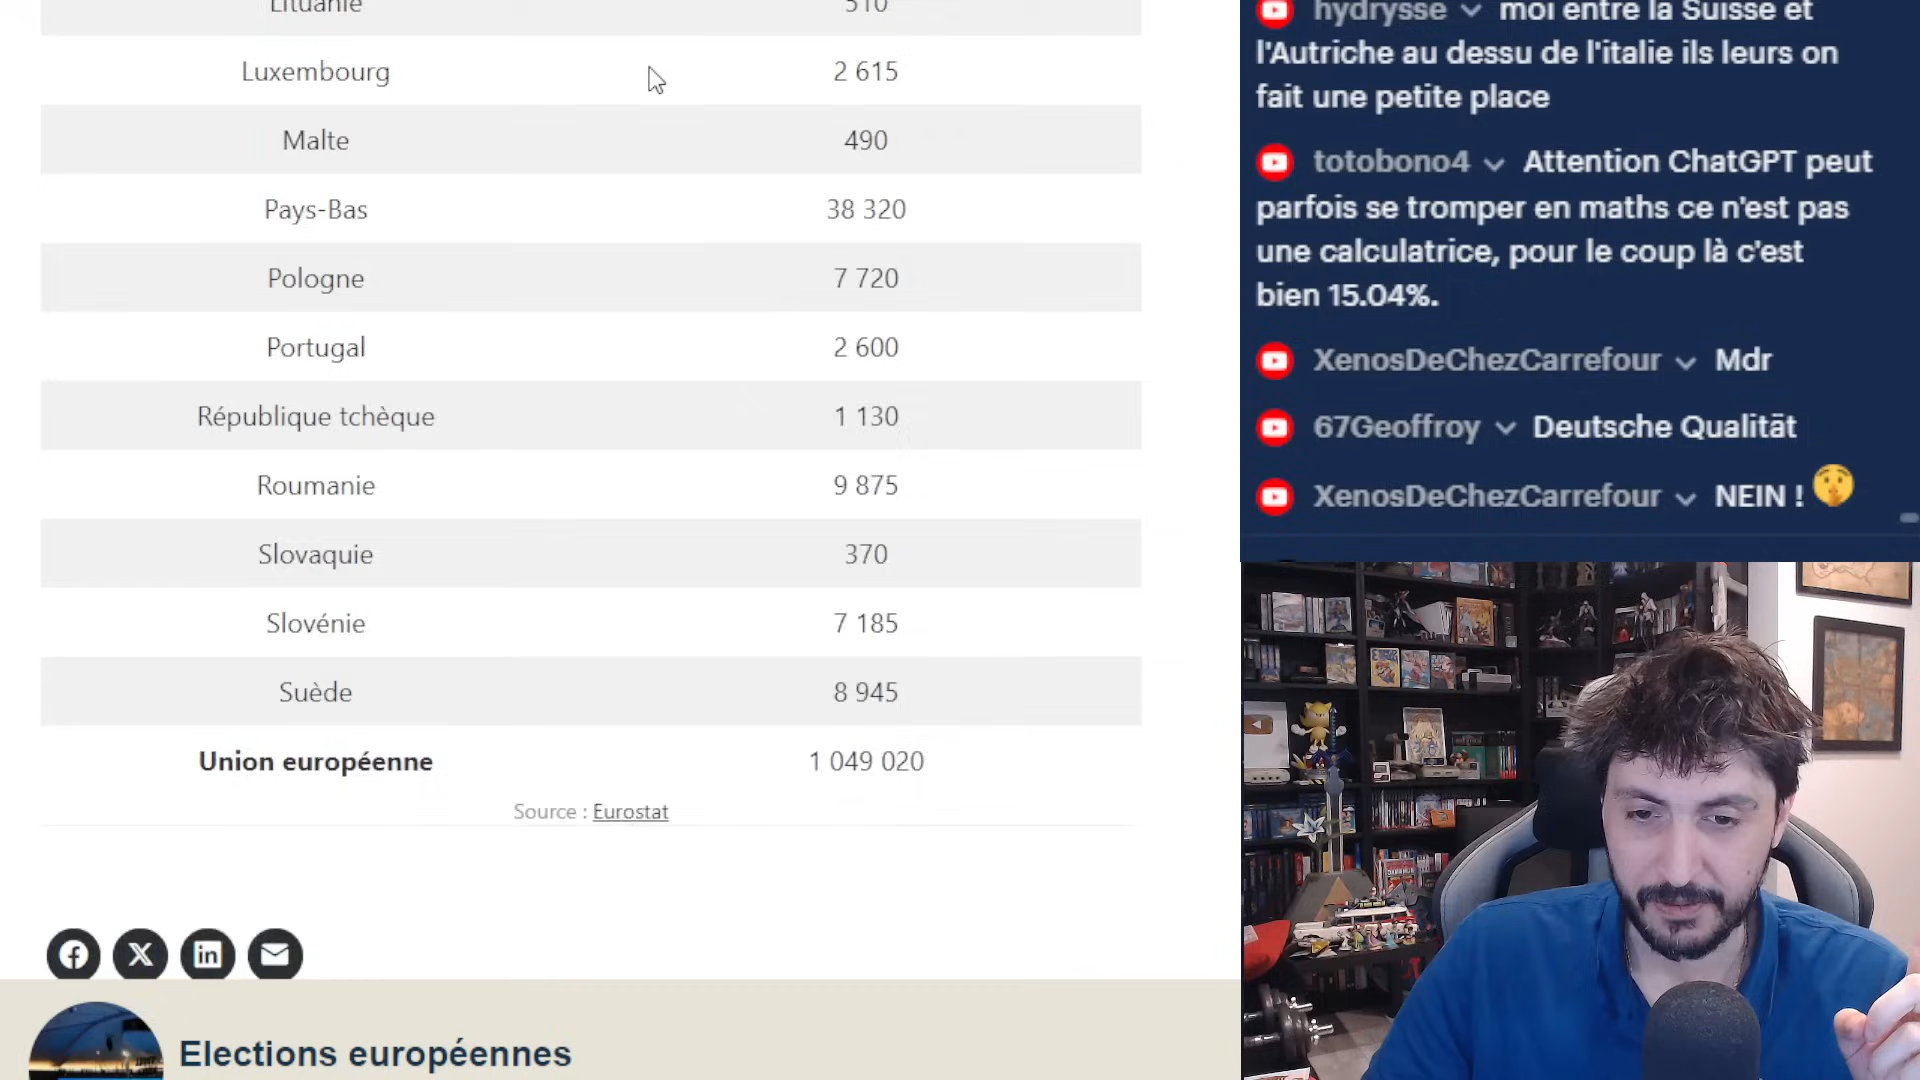 Lituanie 510
Luxembourg 2 615
Malte 490
Pays-Bas 38 320
Pologne 7 720
Portugal 2 600
République tchèque 1 130
Roumanie 9 875
Slovaquie 370
Slovénie 7 185
Suède 8 945
Union européenne 1 049 020
Source : Eurostat
Elections européennes
hydrysse moi entre la Suisse et
l'Autriche au dessu de l'italie ils leurs on
fait une petite place
totobono4 Attention ChatGPT peut
parfois se tromper en maths ce n'est pas
une calculatrice, pour le coup là c'est
bien 15.04%.
XenosDeChezCarrefour Mdr
67Geoffroy Deutsche Qualität
XenosDeChezCarrefour NEIN !